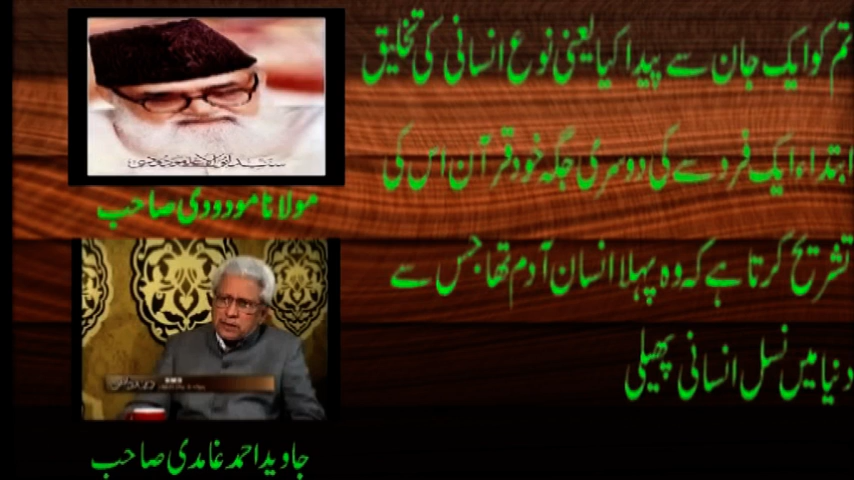 تم کو ایک جان سے پیدا کیا یعنی نوع انسانی کی تخلیق
ابتداء ایک فرد سے کی دوسری جگہ خود قرآن اس کی
تشریح کرتا ہے کہ وہ پہلا انسان آدم تھا جس سے
دنیا میں نسل انسانی پھیلی
مولانا مودودی صاحب
جاوید احمد غامدی صاحب